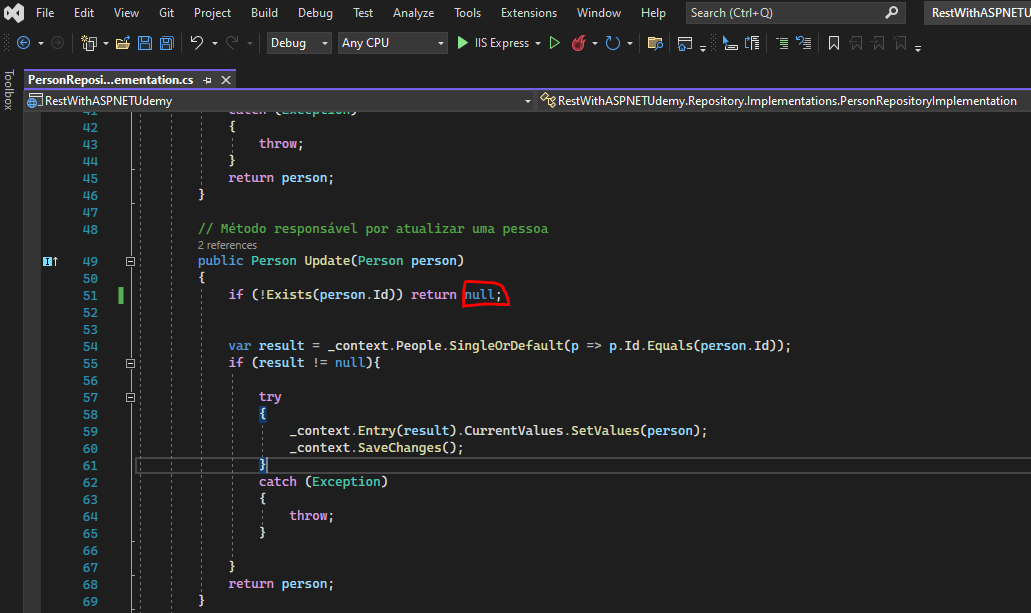 File Edit View Git Project Build Debug Test Analyze Tools Extensions Window Help Search (Ctrl+Q) RestWithASPNETU
Debug Any CPU IIS Express
Toolbox
PersonReposi...ementation.cs
RestWithASPNETUdemy RestWithASPNETUdemy.Repository.Implementations.PersonRepositoryImplementation
41 catch (Exception)
42 {
43 throw;
44 }
45 return person;
46 }
47
48 // Método responsável por atualizar uma pessoa
2 references
49 public Person Update(Person person)
50 {
51 if (!Exists(person.Id)) return null;
52
53
54 var result = _context.People.SingleOrDefault(p => p.Id.Equals(person.Id));
55 if (result != null){
56
57 try
58 {
59 _context.Entry(result).CurrentValues.SetValues(person);
60 _context.SaveChanges();
61 }
62 catch (Exception)
63 {
64 throw;
65 }
66
67 }
68 return person;
69 }